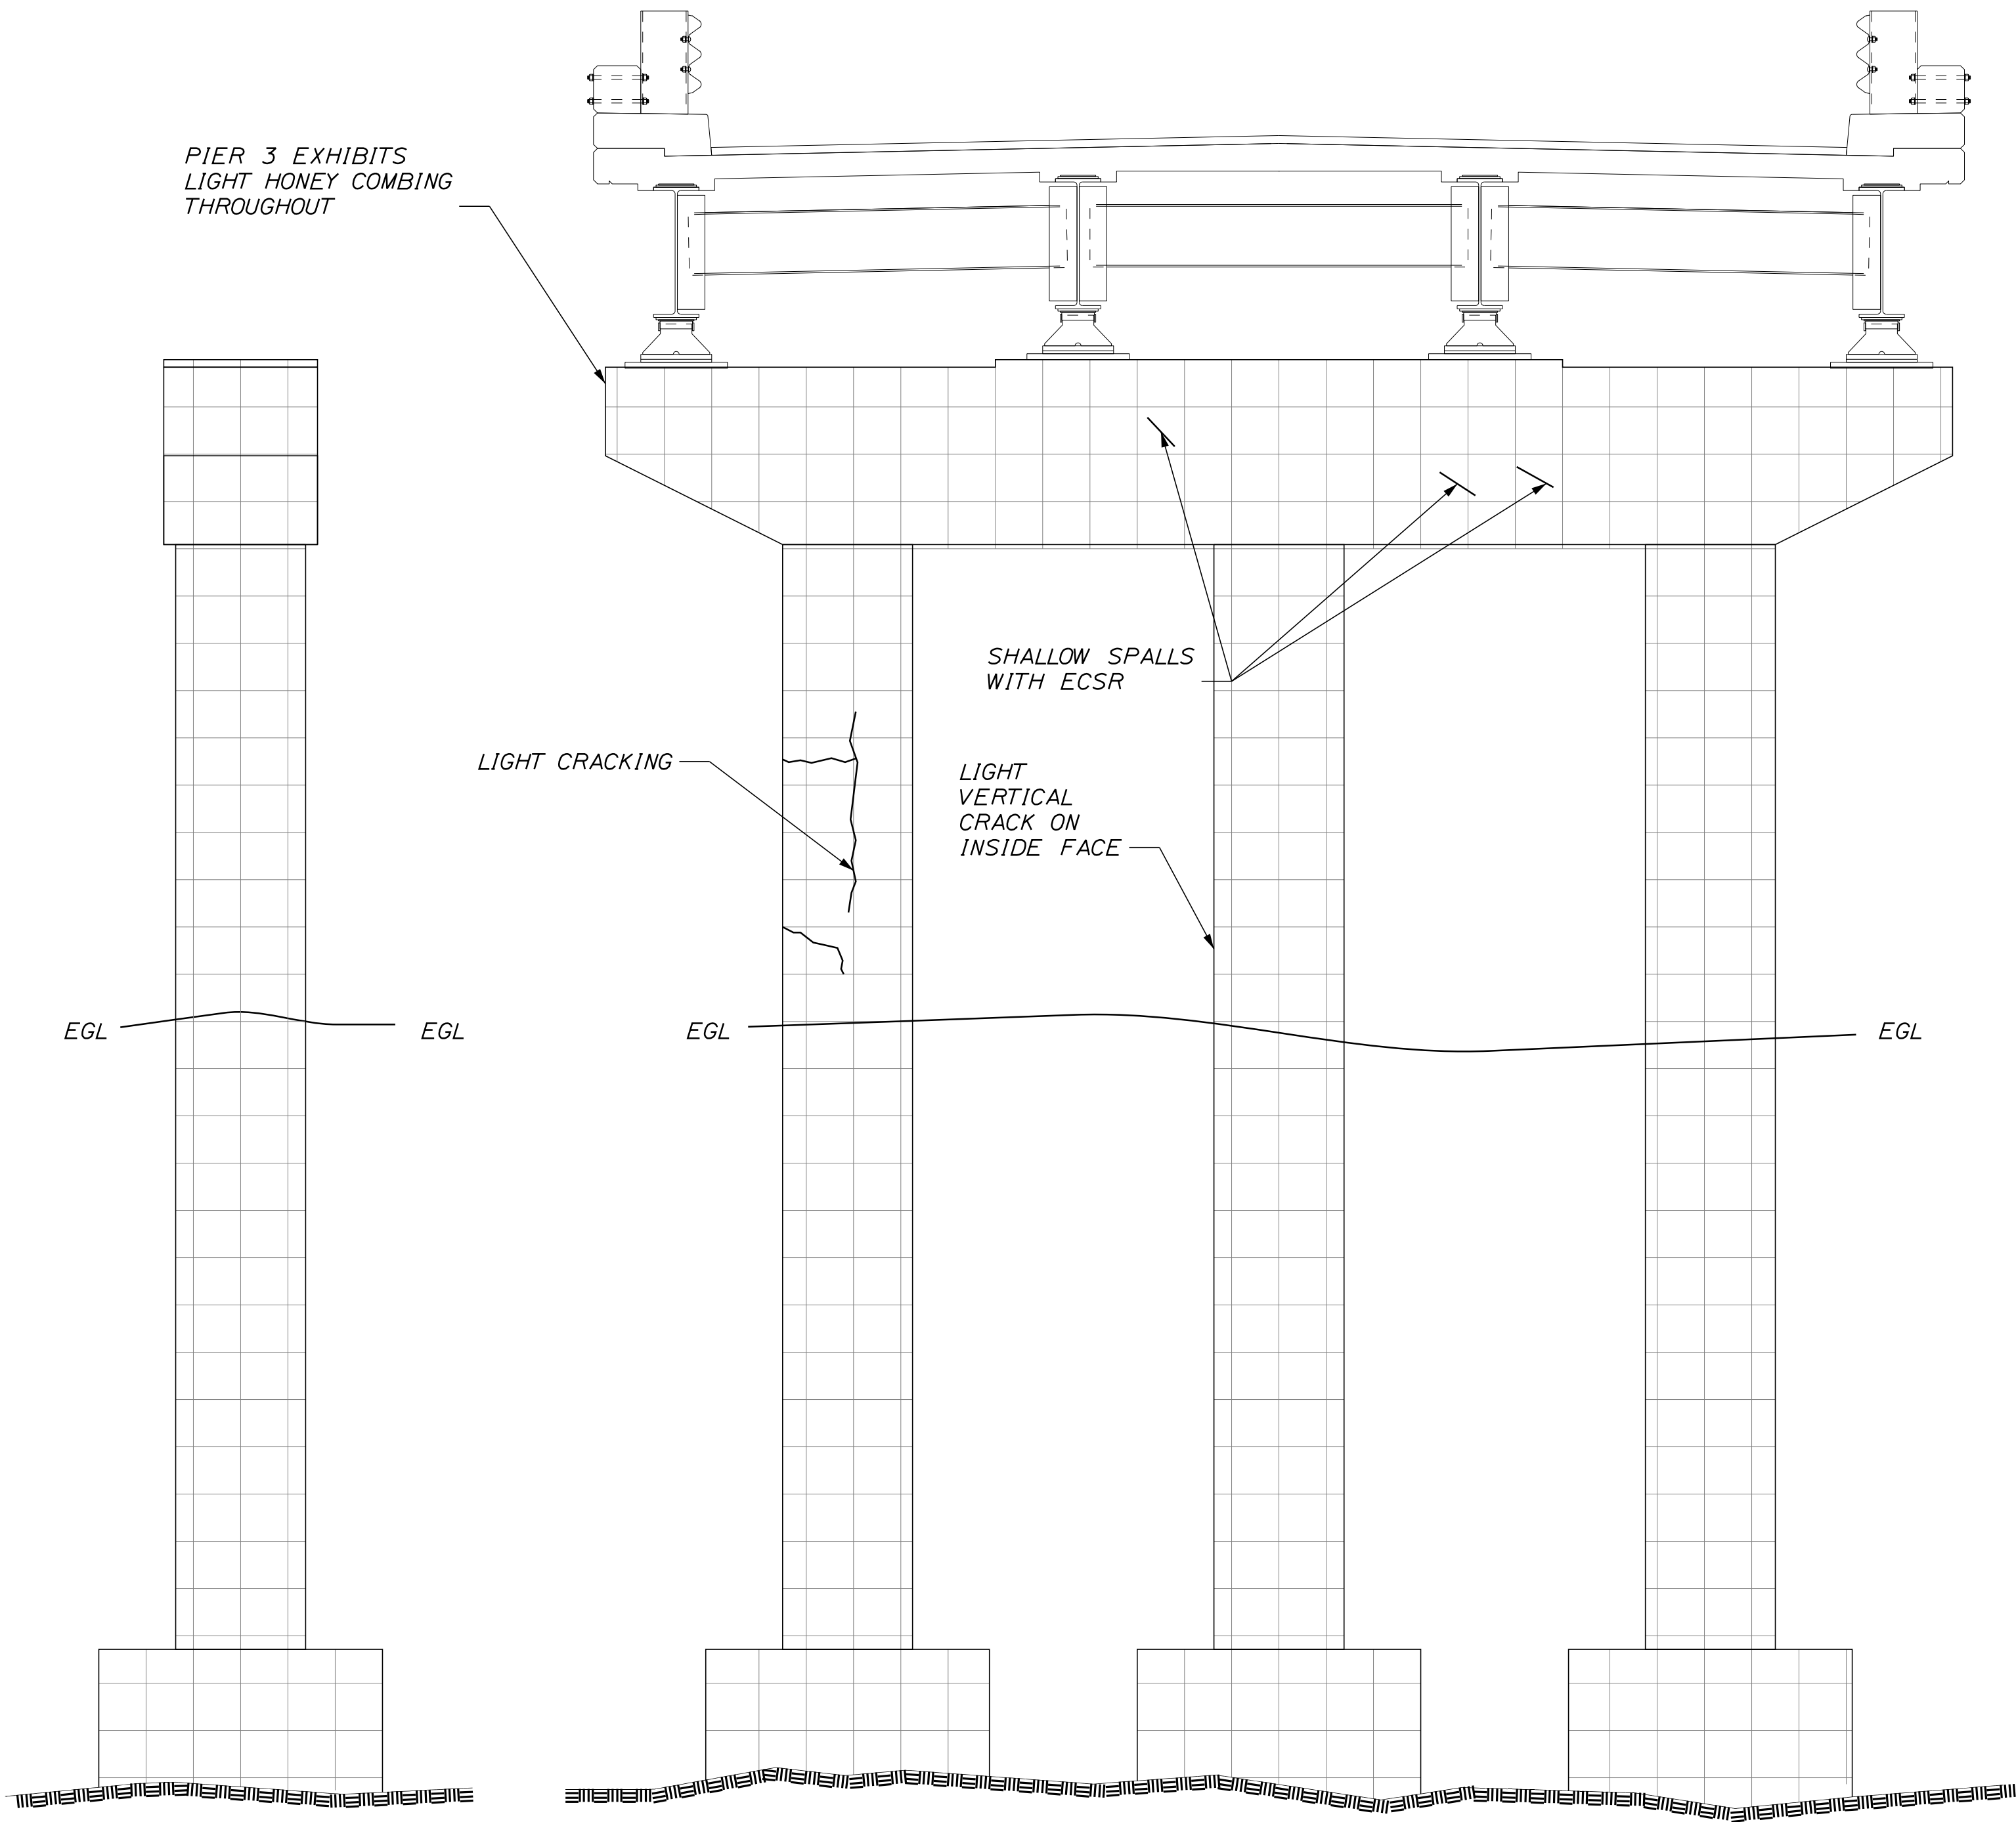 PIER 3 EXHIBITS
LIGHT HONEY COMBING
THROUGHOUT
SHALLOW SPALLS
WITH ECSR
LIGHT CRACKING
LIGHT
VERTICAL
CRACK ON
INSIDE FACE
EGL
EGL
EGL
EGL